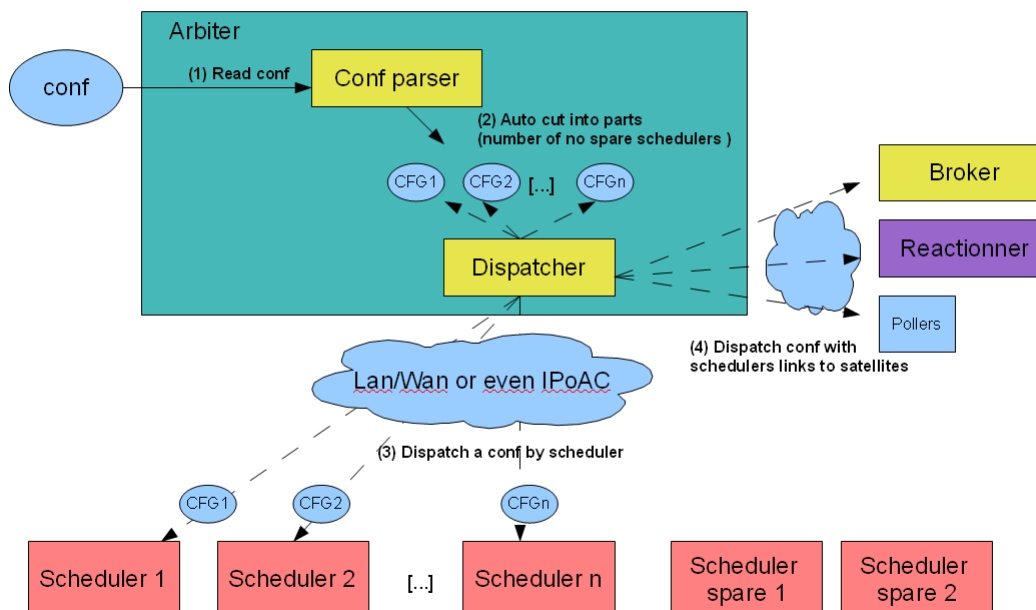 Arbiter
conf
(1) Read conf
Conf parser
(2) Auto cut into parts
(number of no spare schedulers )
CFG1
CFG2
[...]
CFGn
Broker
Reactionner
Pollers
Dispatcher
(4) Dispatch conf with
schedulers links to satellites
Lan/Wan or even IPoAC
(3) Dispatch a conf by scheduler
CFG1
CFG2
CFGn
Scheduler 1
Scheduler 2
[...]
Scheduler n
Scheduler
spare 1
Scheduler
spare 2